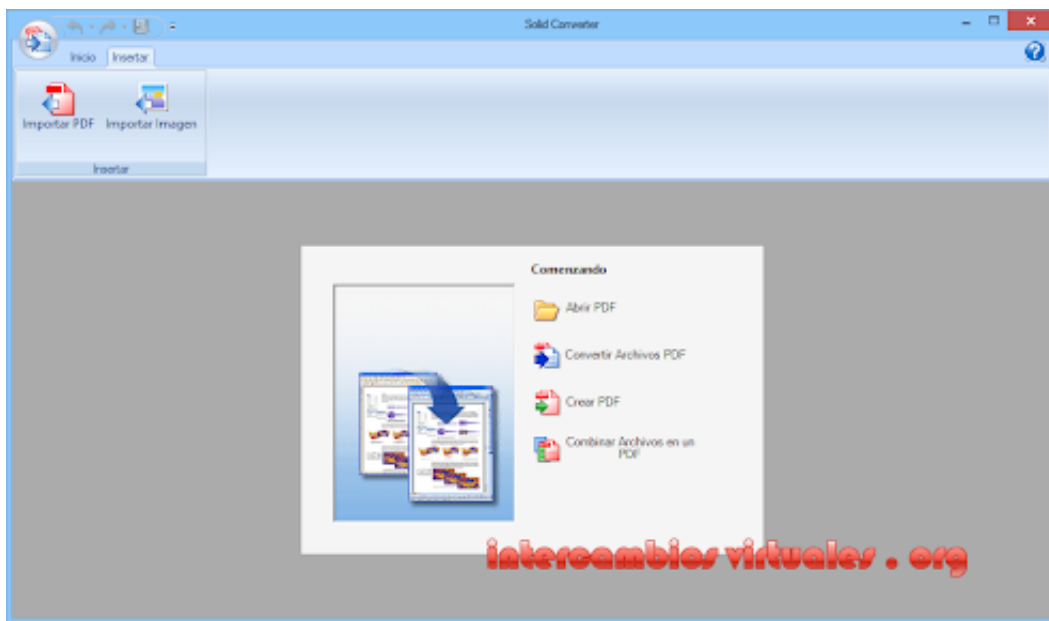 Solid Converter
Inicio
Insertar
Importar PDF
Importar Imagen
Insertar
Comenzando
Abrir PDF
Convertir Archivos PDF
Crear PDF
Combinar Archivos en un
PDF
intercambios virtuales . org